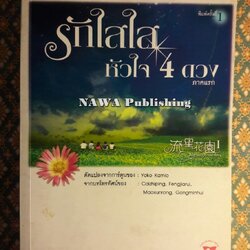 พิมพ์ครั้งที่ 1
รักใสใส
หัวใจ 4 ดวง
ภาคแรก
NAWA Publishing
流星花園 I
ดัดแปลงจากการ์ตูนของ : Yoko Kamio
จากบทโทรทัศน์ของ : Caizhiping, Fengjiarui,
Maosunrong, Gongminhui